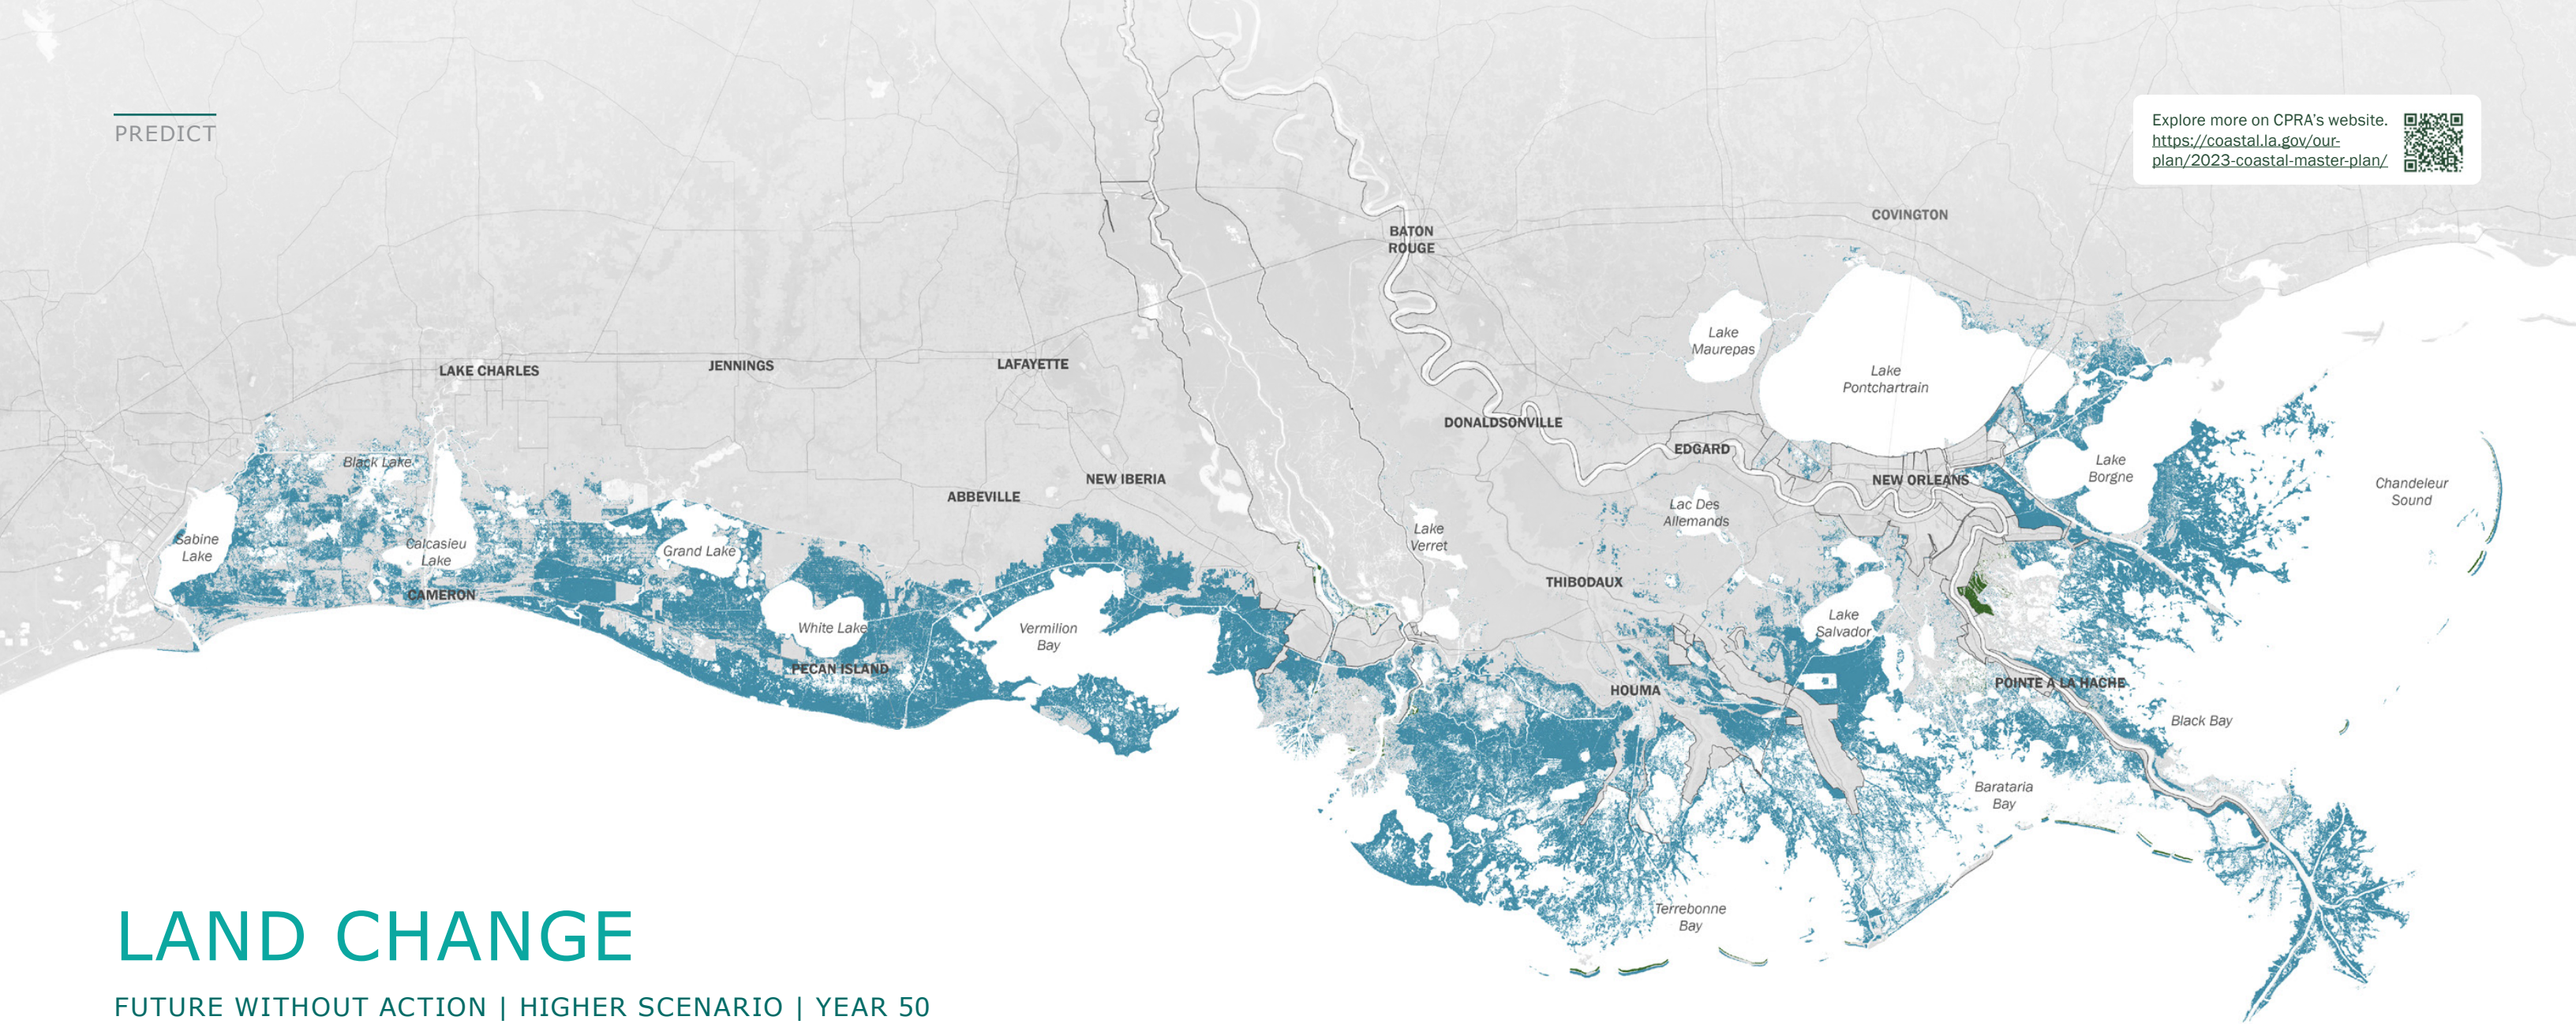 PREDICT
Explore more on CPRA's website.
https://coastal.la.gov/our-
plan/2023-coastal-master-plan/
COVINGTON
BATON
ROUGE
Lake
Maurepas
Lake
Pontchartrain
LAKE CHARLES
JENNINGS
LAFAYETTE
DONALDSONVILLE
EDGARD
Black Lake
NEW IBERIA
ABBEVILLE
NEW ORLEANS
Lake
Borgne
Chandeleur
Sound
Lac Des
Allemands
Sabine
Lake
Calcasieu
Lake
Grand Lake
Lake
Verret
THIBODAUX
CAMERON
White Lake
Vermilion
Bay
Lake
Salvador
PECAN ISLAND
HOUMA
POINTE A LA HACHE
Black Bay
Barataria
Bay
Terrebonne
Bay
LAND CHANGE
FUTURE WITHOUT ACTION | HIGHER SCENARIO | YEAR 50